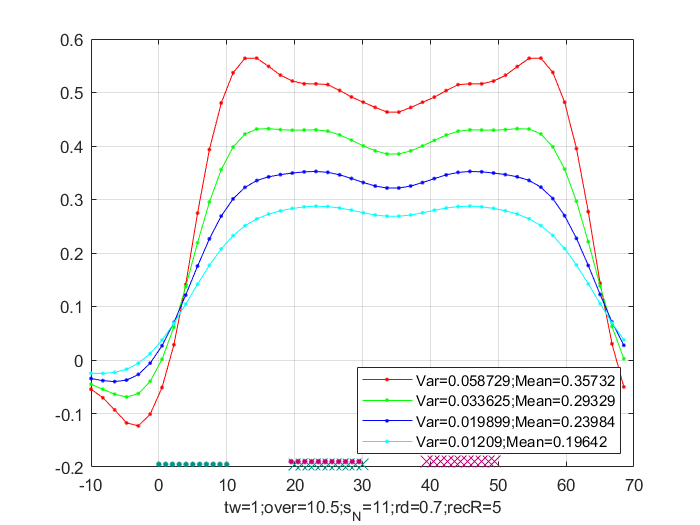 0.6
0.5
0.4
0.3
0.2
0.1
0
-0.1
-0.2
Var=0.058729;Mean=0.35732
Var=0.033625;Mean=0.29329
Var=0.019899;Mean=0.23984
Var=0.01209;Mean=0.19642
-10 0 10 20 30 40 50 60 70
tw=1;over=10.5;s_N=11;rd=0.7;recR=5